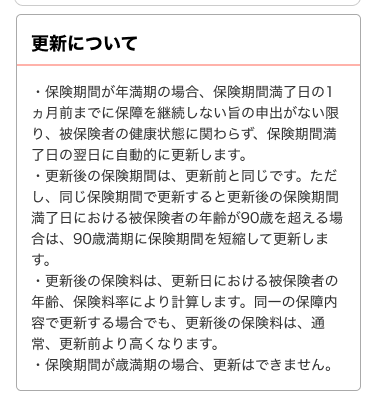 更新について
・保険期間が年満期の場合、保険期間満了日の1
ヵ月前までに保障を継続しない旨の申出がない限
り、被保険者の健康状態に関わらず、保険期間満
了日の翌日に自動的に更新します。
・更新後の保険期間は、更新前と同じです。ただ
し、同じ保険期間で更新すると更新後の保険期間
満了日における被保険者の年齢が90歳を超える場
合は、90歳満期に保険期間を短縮して更新しま
す。
・更新後の保険料は、更新日における被保険者の
年齢、保険料率により計算します。同一の保障内
容で更新する場合でも、更新後の保険料は、通
常、更新前より高くなります。
・保険期間が歳満期の場合、更新はできません。